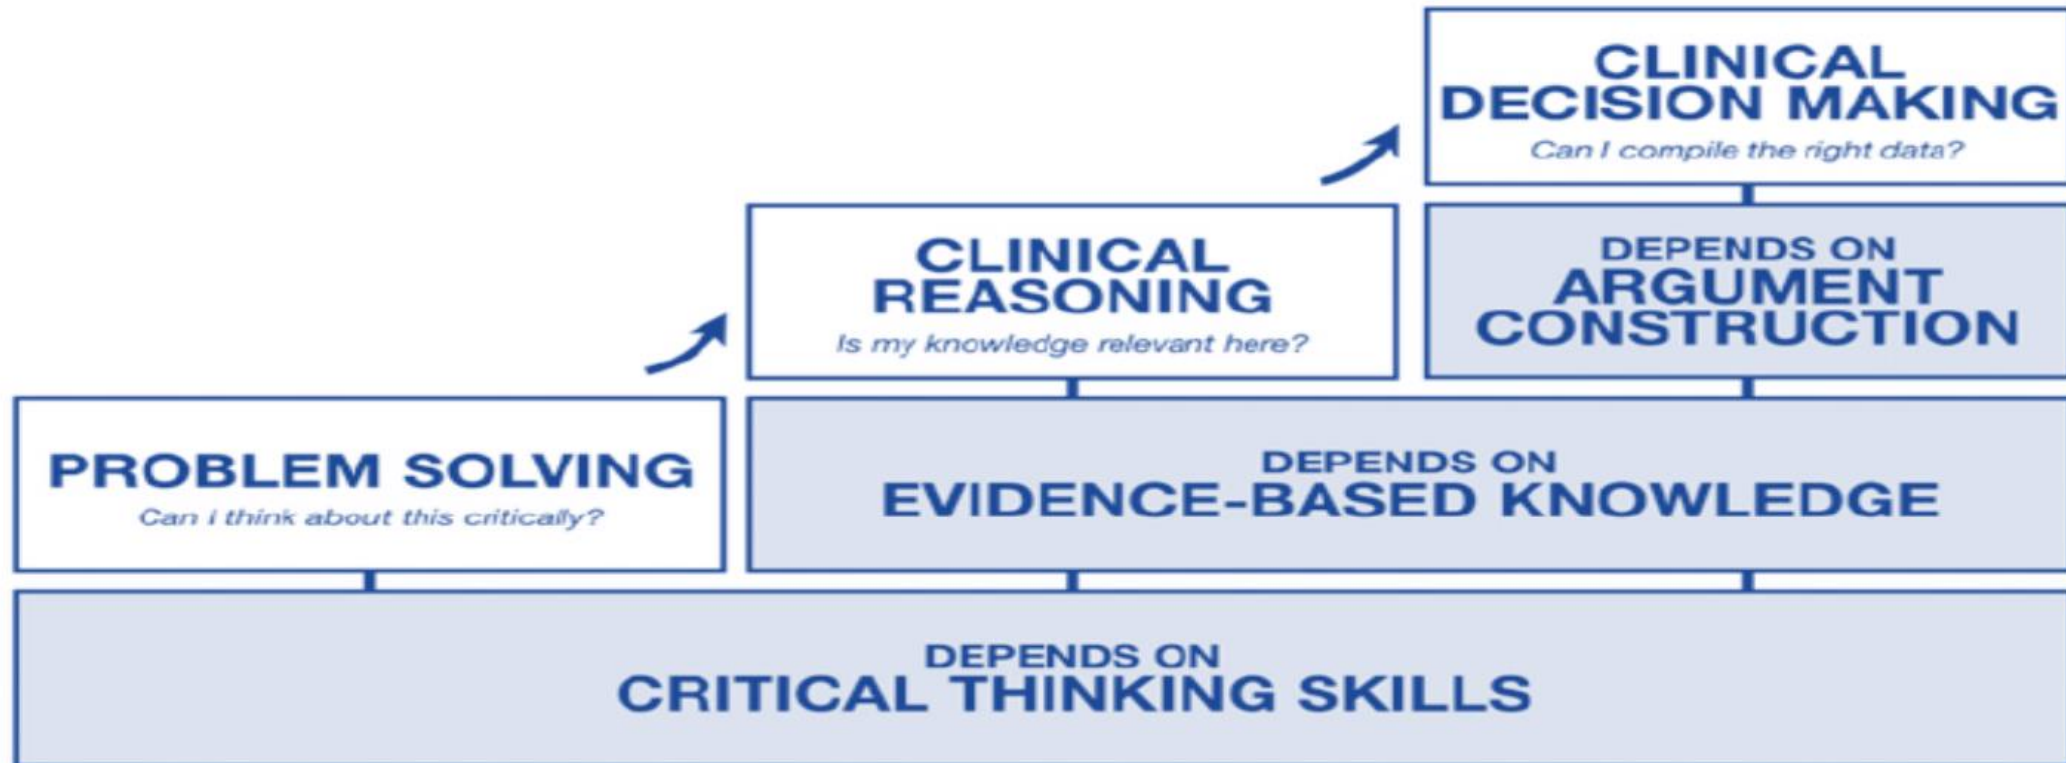 CLINICAL
DECISION MAKING
Can I compile the right data?
CLINICAL
REASONING
Is my knowledge relevant here?
DEPENDS ON
ARGUMENT
CONSTRUCTION
PROBLEM SOLVING
Can I think about this critically?
DEPENDS ON
EVIDENCE-BASED KNOWLEDGE
DEPENDS ON
CRITICAL THINKING SKILLS